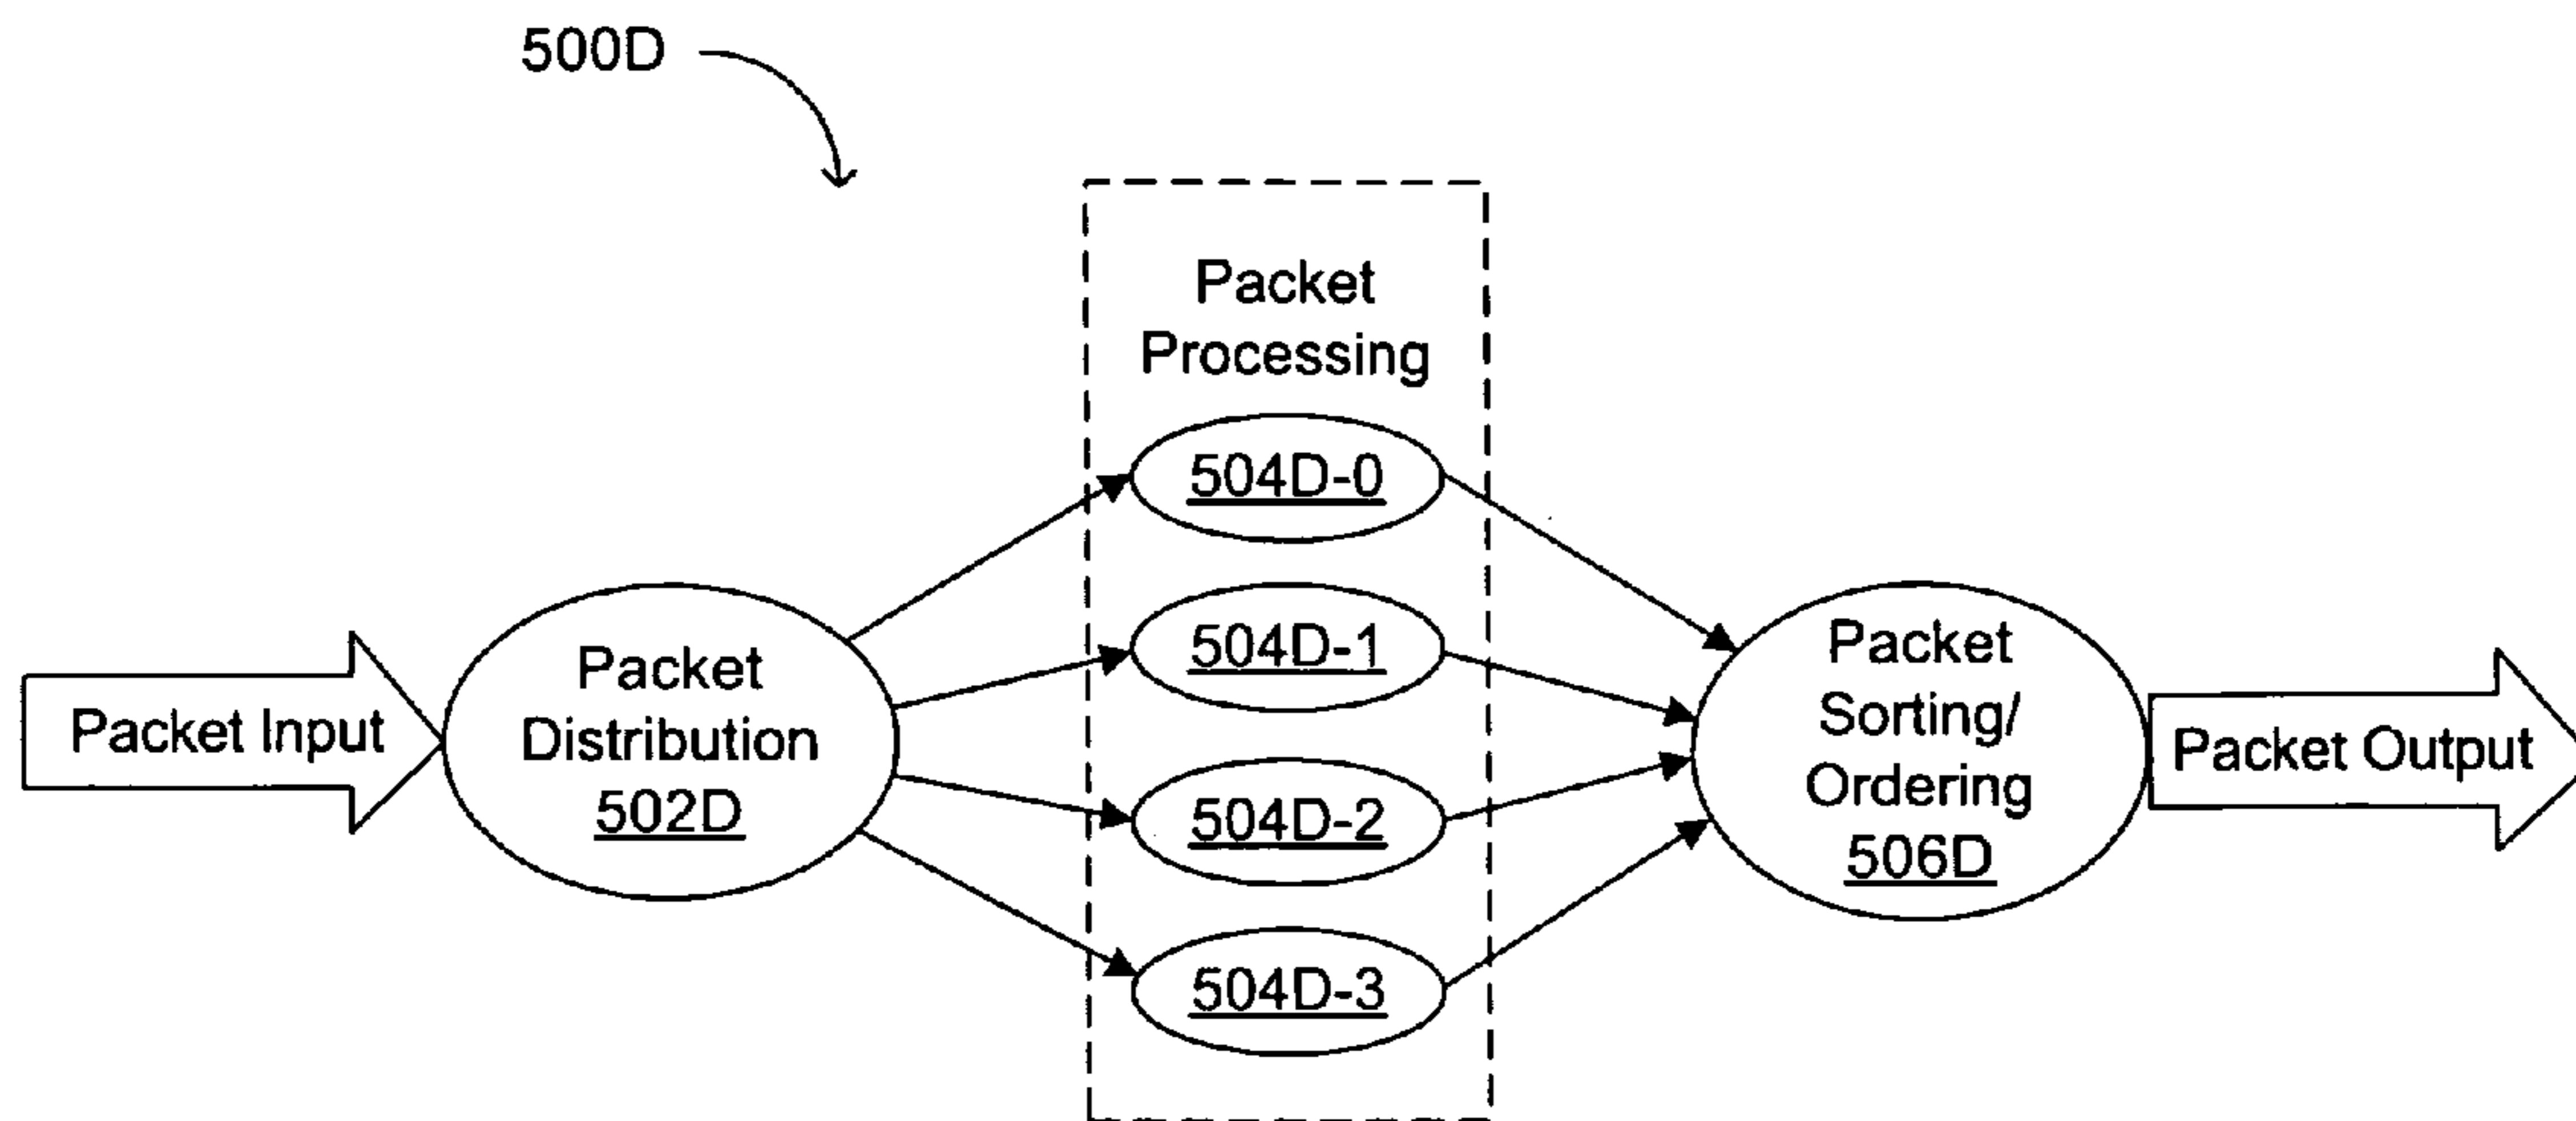 500D
Packet
Processing
504D-0
504D-1
504D-2
504D-3
Packet Input
Packet
Distribution
502D
Packet
Sorting/
Ordering
506D
Packet Output